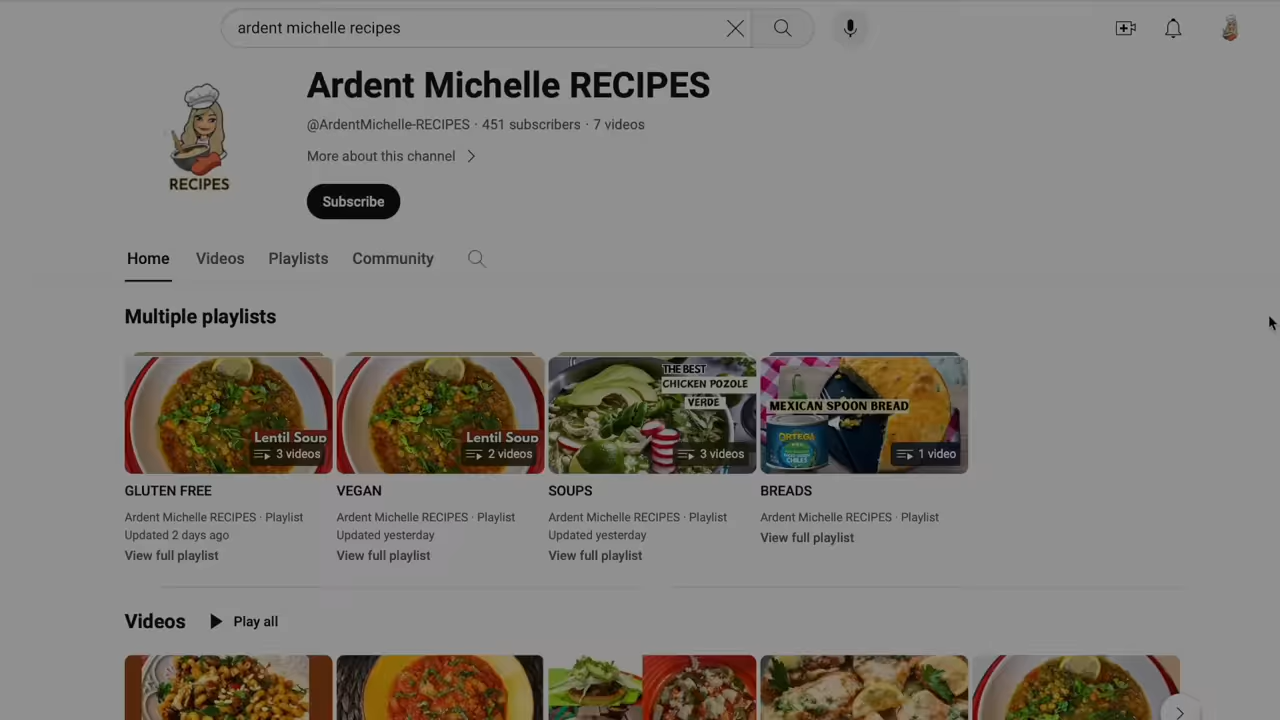 ardent michelle recipes
Ardent Michelle RECIPES
@ArdentMichelle-RECIPES · 451 subscribers · 7 videos
More about this channel
RECIPES
Subscribe
Home Videos Playlists Community
Multiple playlists
Lentil Soup
3 videos
Lentil Soup
2 videos
THE BEST
CHICKEN POZOLE
VERDE
3 videos
MEXICAN SPOON BREAD
ORTEGA
1 video
GLUTEN FREE
Ardent Michelle RECIPES · Playlist
Updated 2 days ago
View full playlist
VEGAN
Ardent Michelle RECIPES · Playlist
Updated yesterday
View full playlist
SOUPS
Ardent Michelle RECIPES · Playlist
Updated yesterday
View full playlist
BREADS
Ardent Michelle RECIPES · Playlist
View full playlist
Videos Play all